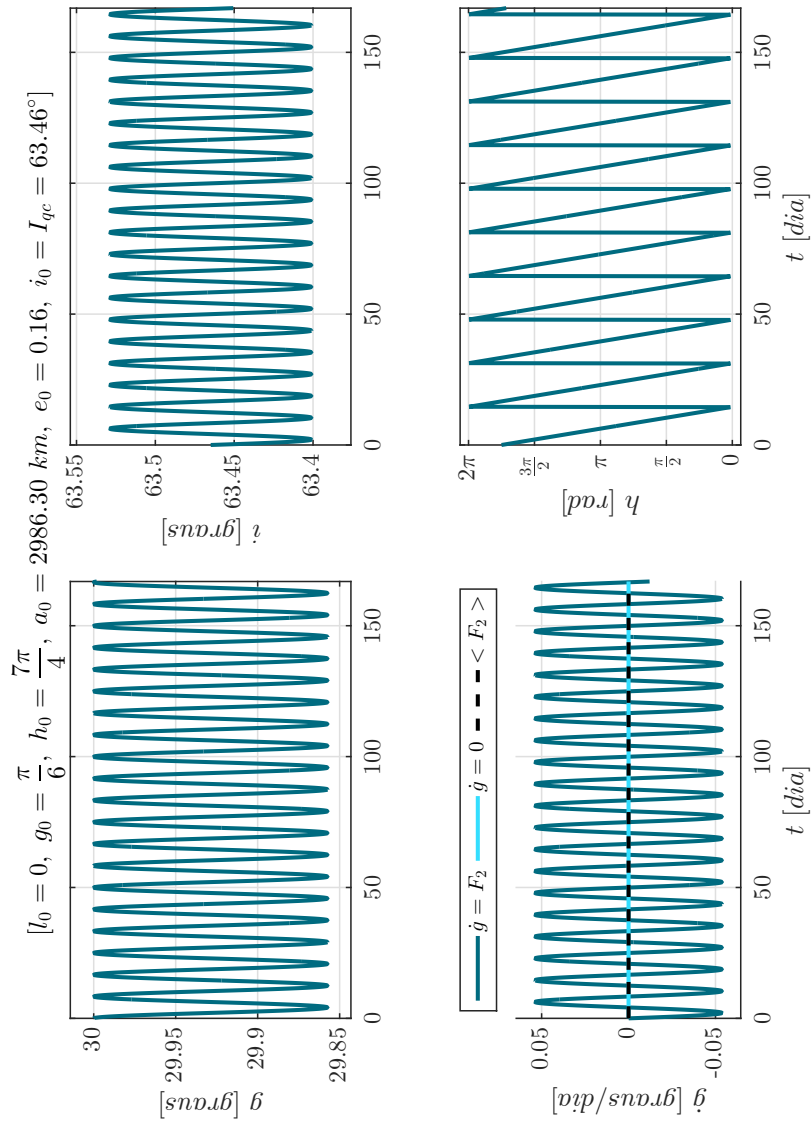 [l₀ = 0, g₀ = π/6, h₀ = 7π/4, a₀ = 2986.30 km, e₀ = 0.16, i₀ = I_qc = 63.46°]
g [graus]
30
29.95
29.9
29.85
0 50 100 150
i [graus]
63.55
63.5
63.45
63.4
0 50 100 150
ġ = F₂ ġ = 0 < F₂ >
ġ [graus/dia]
0.05
0
-0.05
0 50 100 150
t [dia]
h [rad]
2π
3π/2
π
π/2
0
0 50 100 150
t [dia]